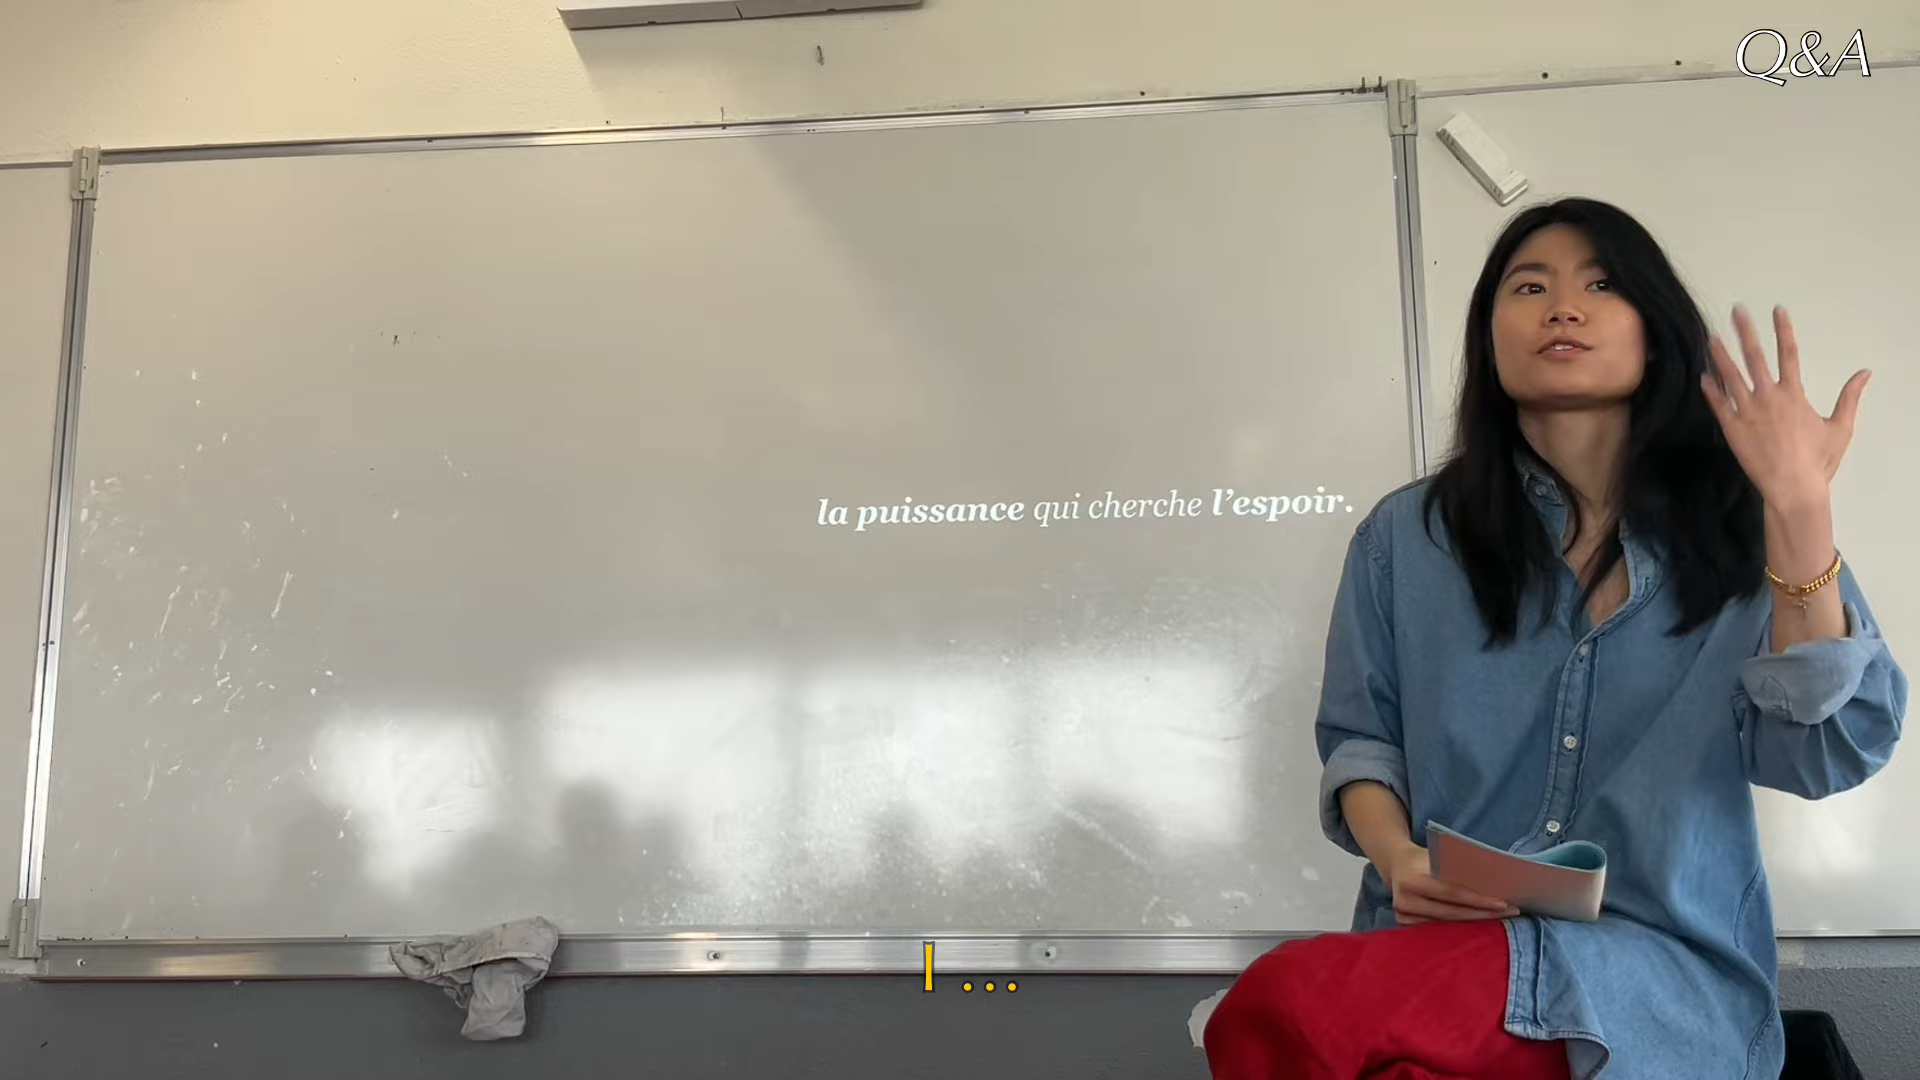 Q&A
la puissance qui cherche l’espoir.
I ...